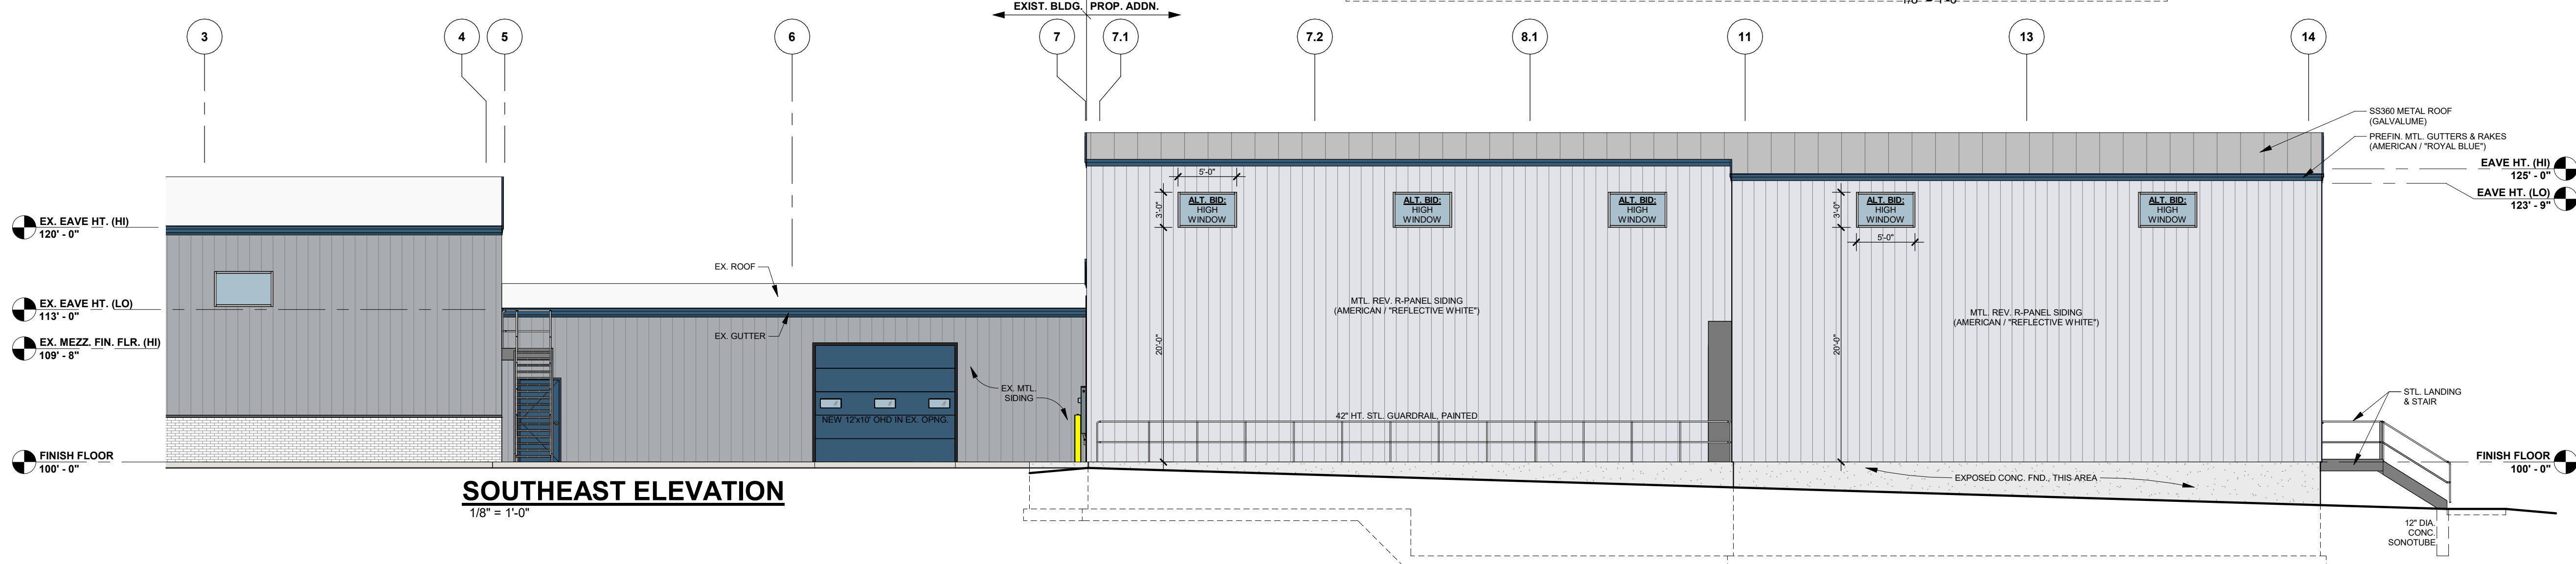 EXIST. BLDG. PROP. ADDN.
1/8" = 1'-0"
3
4
5
6
7
7.1
7.2
8.1
11
13
14
SS360 METAL ROOF
(GALVALUME)
PREFIN. MTL. GUTTERS & RAKES
(AMERICAN / "ROYAL BLUE")
EAVE HT. (HI)
125' - 0"
EAVE HT. (LO)
123' - 9"
EX. EAVE HT. (HI)
120' - 0"
EX. EAVE HT. (LO)
113' - 0"
EX. MEZZ. FIN. FLR. (HI)
109' - 8"
FINISH FLOOR
100' - 0"
EX. ROOF
EX. GUTTER
EX. MTL.
SIDING
NEW 12'x10' OHD IN EX. OPNG.
5'-0"
3'-0"
20'-0"
ALT. BID:
HIGH
WINDOW
ALT. BID:
HIGH
WINDOW
ALT. BID:
HIGH
WINDOW
MTL. REV. R-PANEL SIDING
(AMERICAN / "REFLECTIVE WHITE")
42" HT. STL. GUARDRAIL, PAINTED
3'-0"
5'-0"
20'-0"
ALT. BID:
HIGH
WINDOW
ALT. BID:
HIGH
WINDOW
MTL. REV. R-PANEL SIDING
(AMERICAN / "REFLECTIVE WHITE")
STL. LANDING
& STAIR
FINISH FLOOR
100' - 0"
EXPOSED CONC. FND., THIS AREA
12" DIA.
CONC.
SONOTUBE
SOUTHEAST ELEVATION
1/8" = 1'-0"